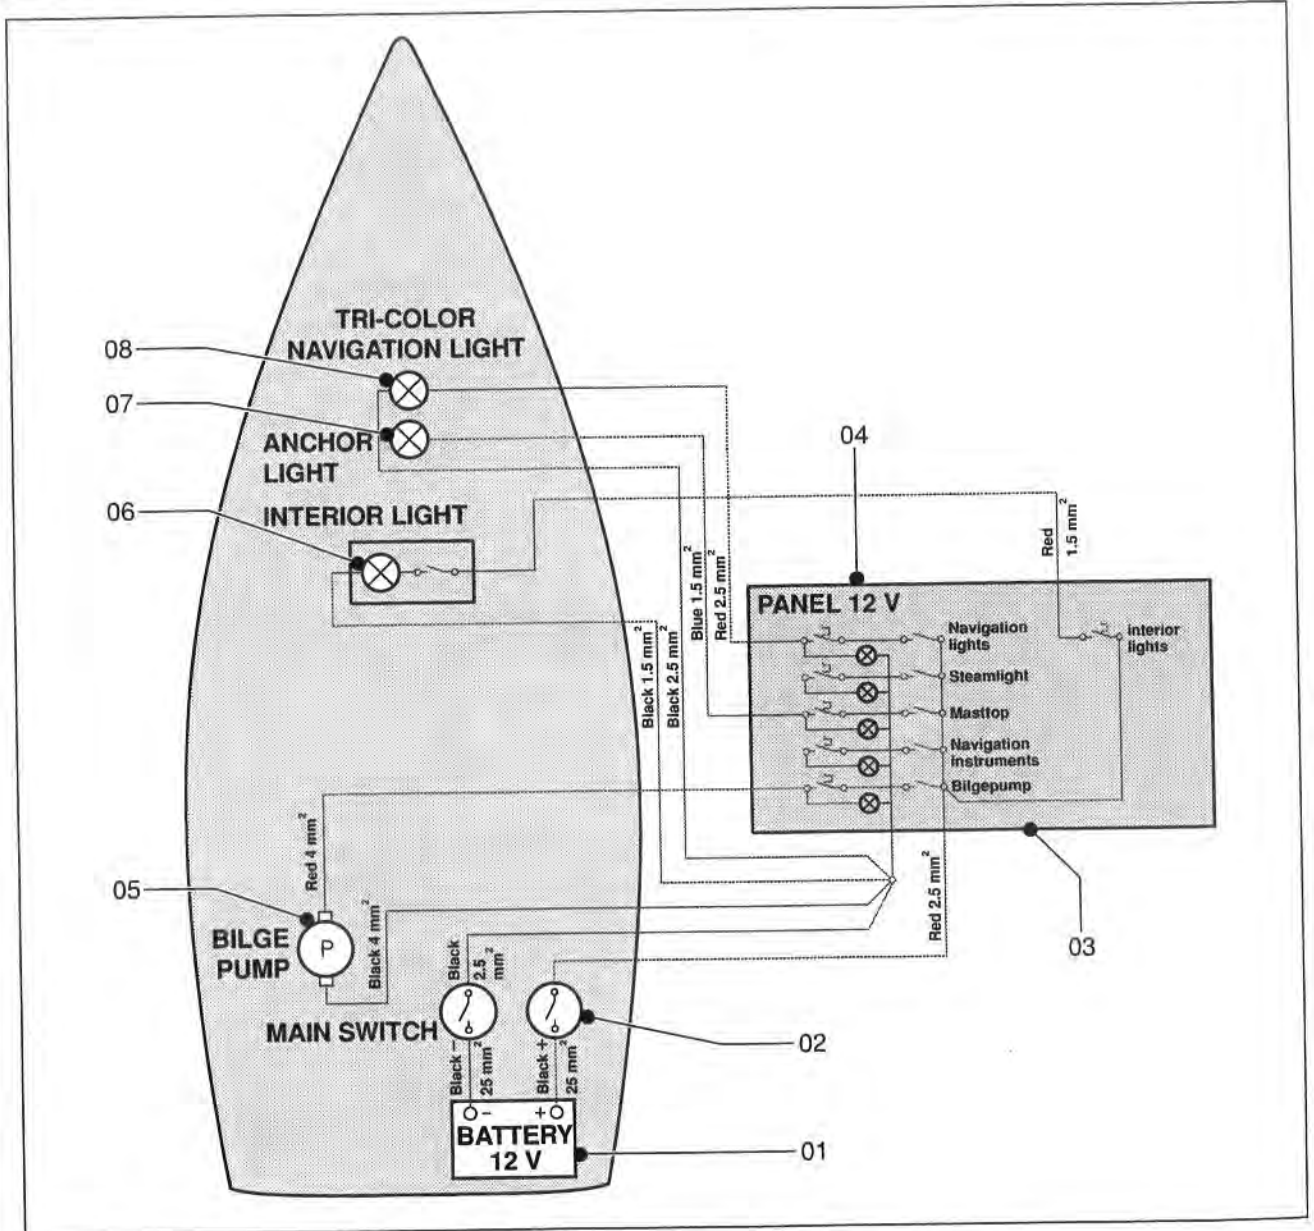 TRI-COLOR
NAVIGATION LIGHT
08
07
ANCHOR
LIGHT
04
06
INTERIOR LIGHT
Red
1.5 mm²
Blue 1.5 mm²
Red 2.5 mm²
Black 1.5 mm²
Black 2.5 mm²
PANEL 12 V
Navigation
lights
interior
lights
Steamlight
Masttop
Navigation
instruments
Bilgepump
Red 4 mm²
05
BILGE
PUMP
P
Black 4 mm²
Black
2.5 mm²
Red 2.5 mm²
03
MAIN SWITCH
02
Black −
25 mm²
Black +
25 mm²
-
+
BATTERY
12 V
01